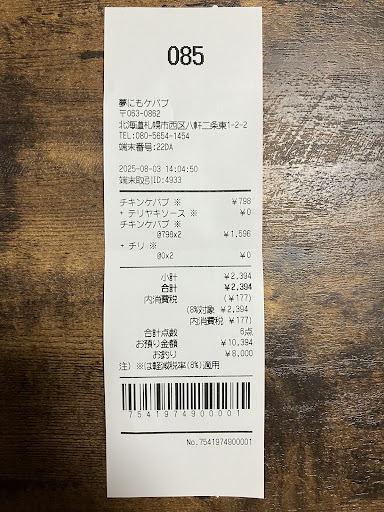 085
夢にもケバブ
〒063-0862
北海道札幌市西区八軒二条東1-2-2
TEL:080-5654-1454
端末番号:22DA
2025-08-03 14:04:50
端末取引ID:4933
チキンケバブ ※ ¥798
+ テリヤキソース ※ ¥0
チキンケバブ ※
@798x2 ¥1,596
+ チリ ※
@0x2 ¥0
小計 ¥2,394
合計 ¥2,394
内消費税 (¥177)
(8%対象 ¥2,394
内消費税 ¥177)
合計点数 6点
お預り金額 ¥10,394
お釣り ¥8,000
注) ※は軽減税率(8%)適用
7541974900001
No.7541974900001